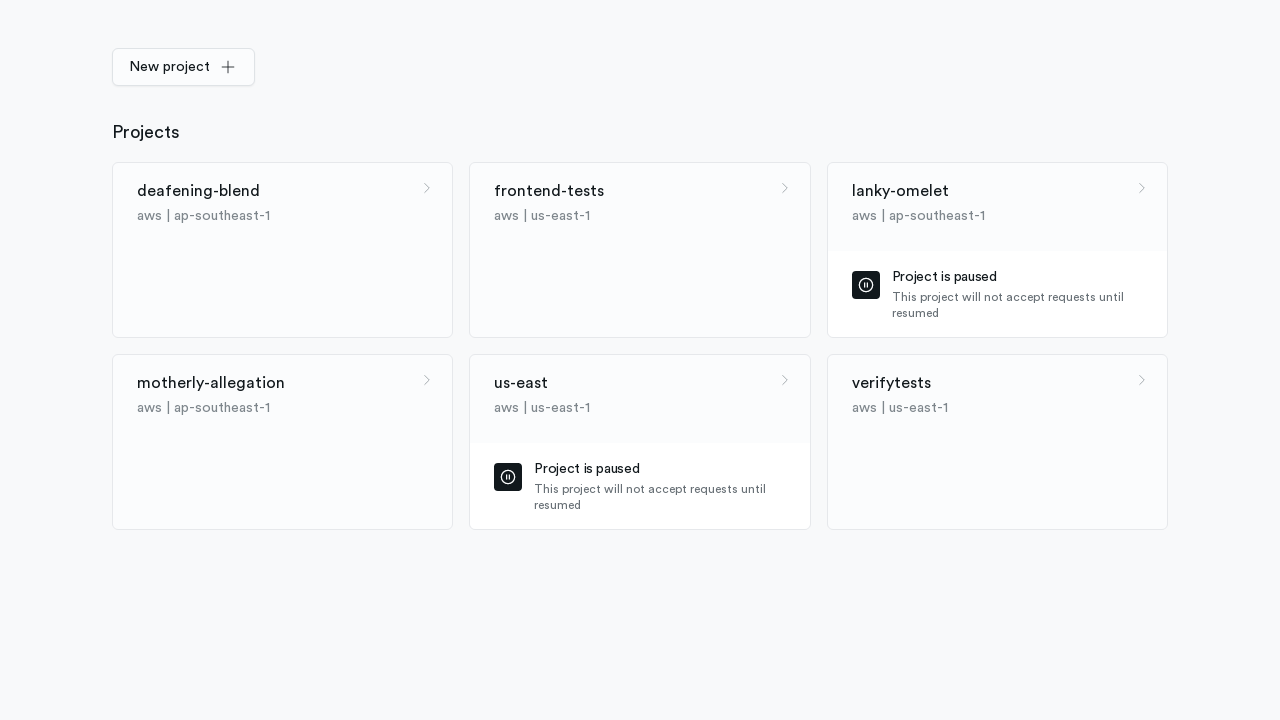 New project
Projects
deafening-blend
aws | ap-southeast-1
frontend-tests
aws | us-east-1
lanky-omelet
aws | ap-southeast-1
Project is paused
This project will not accept requests until
resumed
motherly-allegation
aws | ap-southeast-1
us-east
aws | us-east-1
Project is paused
This project will not accept requests until
resumed
verifytests
aws | us-east-1